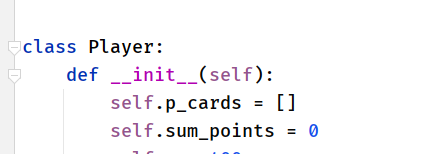 class Player:
    def __init__(self):
        self.p_cards = []
        self.sum_points = 0